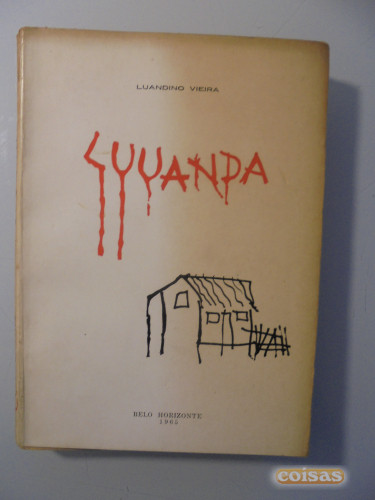 LUANDINO VIEIRA
LUUANDA
BELO HORIZONTE
1965
coisas